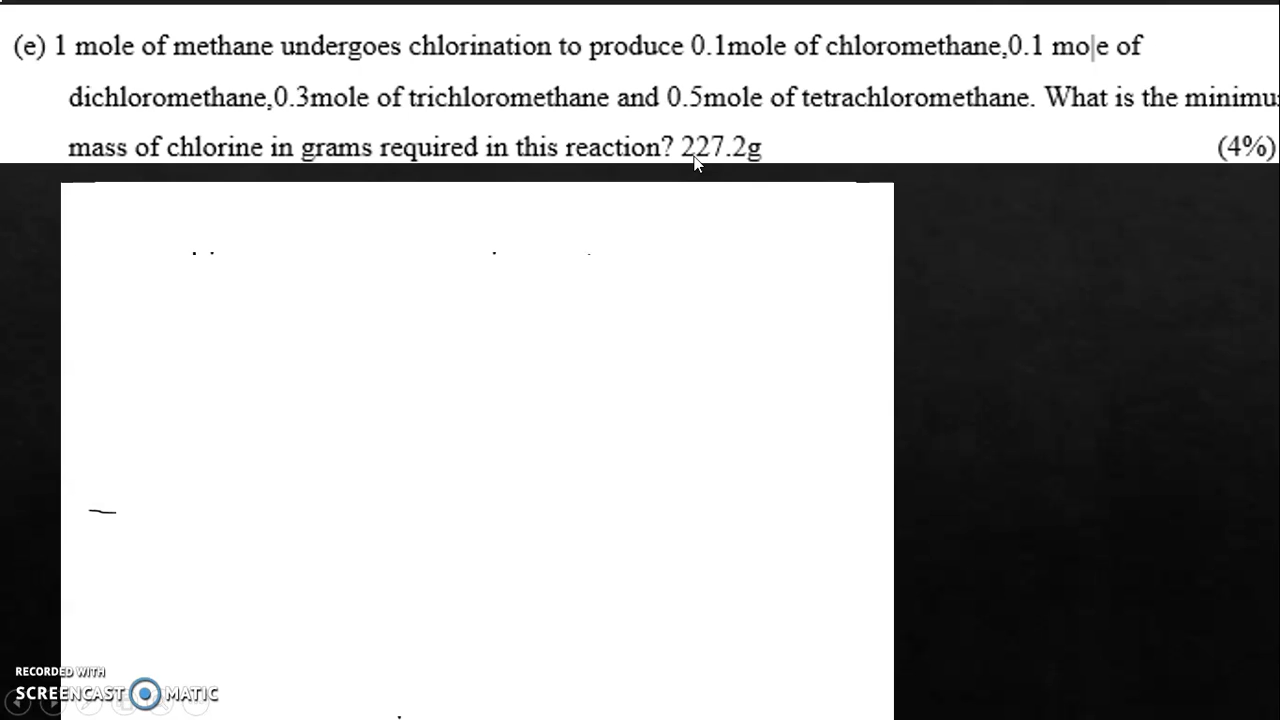 (e) 1 mole of methane undergoes chlorination to produce 0.1mole of chloromethane,0.1 mole of
dichloromethane,0.3mole of trichloromethane and 0.5mole of tetrachloromethane. What is the minimu
mass of chlorine in grams required in this reaction? 227.2g (4%)
RECORDED WITH
SCREENCAST MATIC